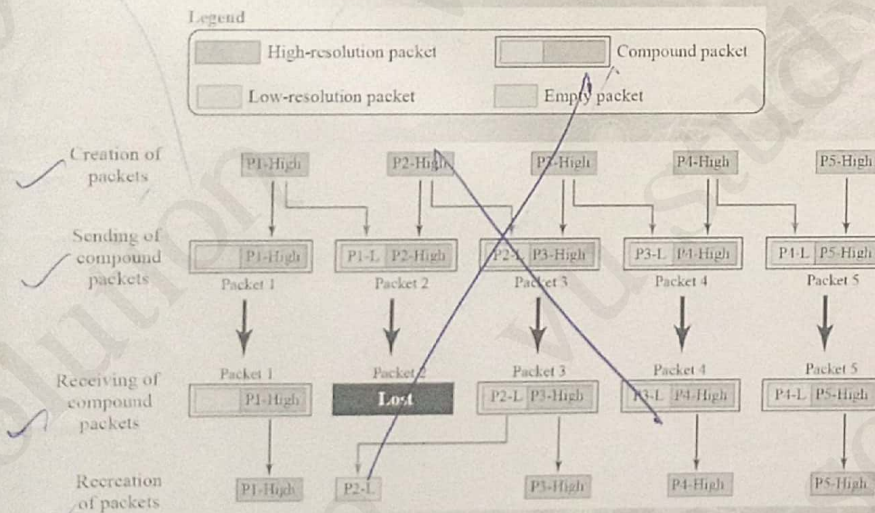 Legend
High-resolution packet Compound packet
Low-resolution packet Empty packet
Creation of packets
P1-High P2-High P3-High P4-High P5-High
Sending of compound packets
P1-High P1-L P2-High P2-L P3-High P3-L P4-High P4-L P5-High
Packet 1 Packet 2 Packet 3 Packet 4 Packet 5
Packet 1 Packet 2 Packet 3 Packet 4 Packet 5
Receiving of compound packets
P1-High Lost P2-L P3-High P3-L P4-High P4-L P5-High
Recreation of packets
P1-High P2-L P3-High P4-High P5-High